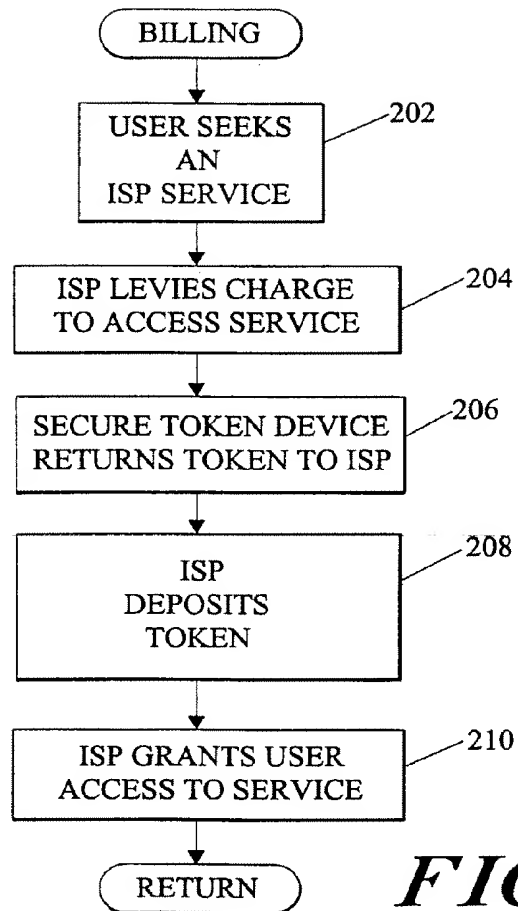 BILLING
USER SEEKS
AN
ISP SERVICE
202
ISP LEVIES CHARGE
TO ACCESS SERVICE
204
SECURE TOKEN DEVICE
RETURNS TOKEN TO ISP
206
ISP
DEPOSITS
TOKEN
208
ISP GRANTS USER
ACCESS TO SERVICE
210
RETURN